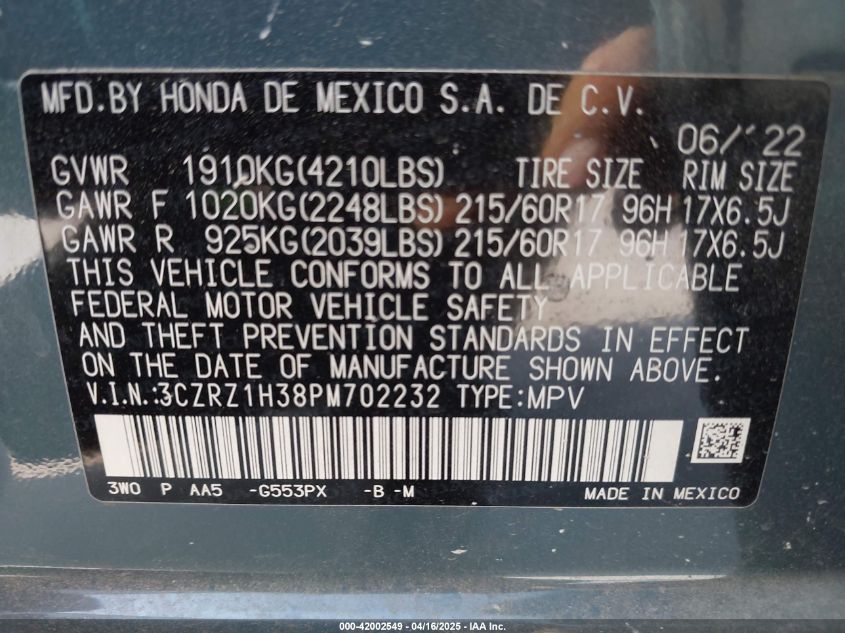 MFD.BY HONDA DE MEXICO S.A. DE C.V.
06/'22
GVWR 1910KG(4210LBS) TIRE SIZE RIM SIZE
GAWR F 1020KG(2248LBS) 215/60R17 96H 17X6.5J
GAWR R 925KG(2039LBS) 215/60R17 96H 17X6.5J
THIS VEHICLE CONFORMS TO ALL APPLICABLE
FEDERAL MOTOR VEHICLE SAFETY
AND THEFT PREVENTION STANDARDS IN EFFECT
ON THE DATE OF MANUFACTURE SHOWN ABOVE.
V.I.N.:3CZRZ1H38PM702232 TYPE:MPV
3WO P AA5 -G553PX -B -M MADE IN MEXICO
000-42002549 - 04/16/2025 - IAA Inc.